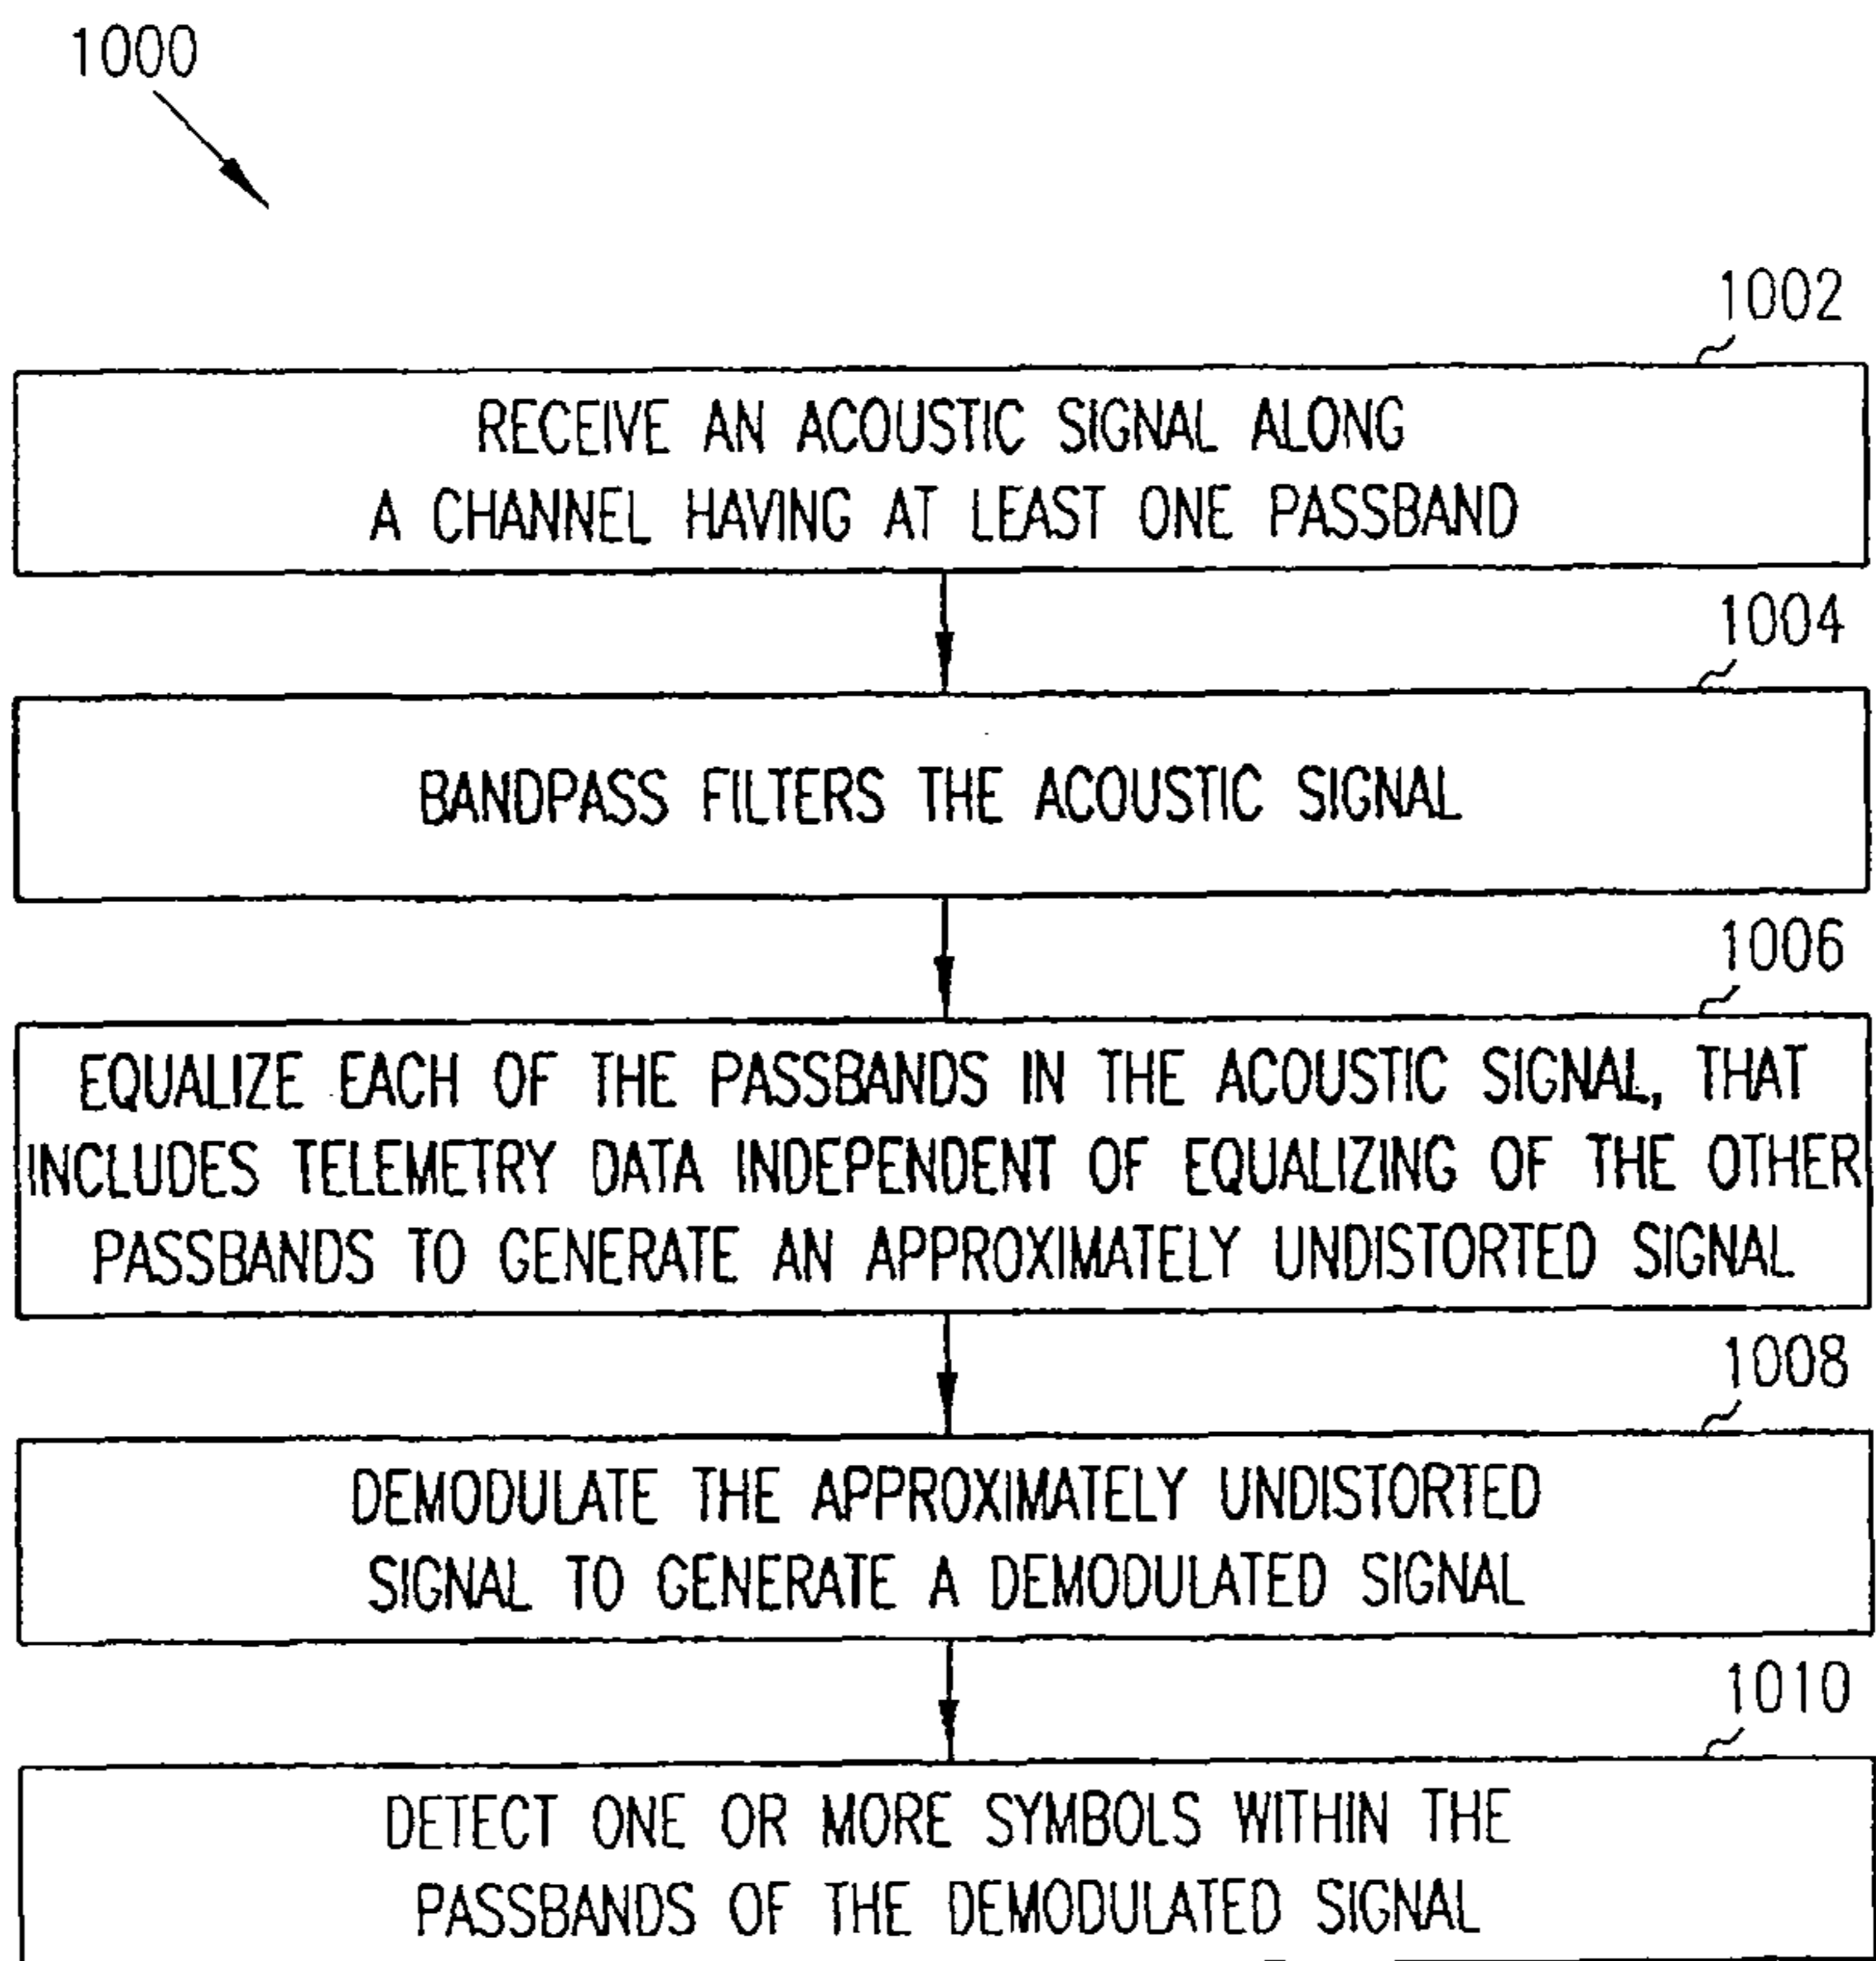 1000
1002
RECEIVE AN ACOUSTIC SIGNAL ALONG
A CHANNEL HAVING AT LEAST ONE PASSBAND
1004
BANDPASS FILTERS THE ACOUSTIC SIGNAL
1006
EQUALIZE EACH OF THE PASSBANDS IN THE ACOUSTIC SIGNAL, THAT
INCLUDES TELEMETRY DATA INDEPENDENT OF EQUALIZING OF THE OTHER
PASSBANDS TO GENERATE AN APPROXIMATELY UNDISTORTED SIGNAL
1008
DEMODULATE THE APPROXIMATELY UNDISTORTED
SIGNAL TO GENERATE A DEMODULATED SIGNAL
1010
DETECT ONE OR MORE SYMBOLS WITHIN THE
PASSBANDS OF THE DEMODULATED SIGNAL